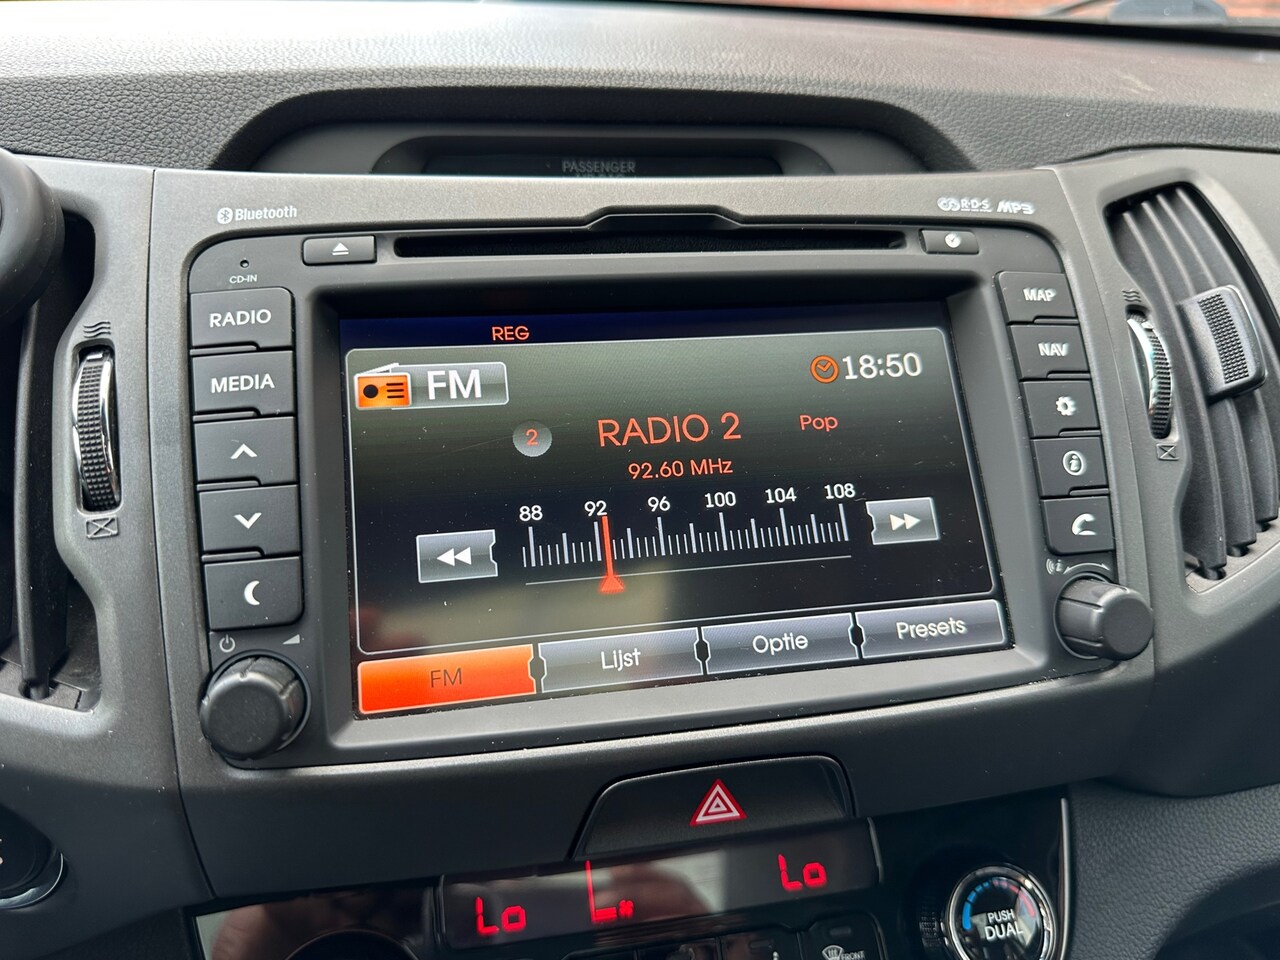 PASSENGER
Bluetooth
R·D·S MP3
CD-IN
RADIO
MEDIA
MAP
NAV
REG
FM
18:50
2
RADIO 2
Pop
92.60 MHz
88 92 96 100 104 108
FM
Lijst
Optie
Presets
Lo
Lo
PUSH
DUAL
FRONT